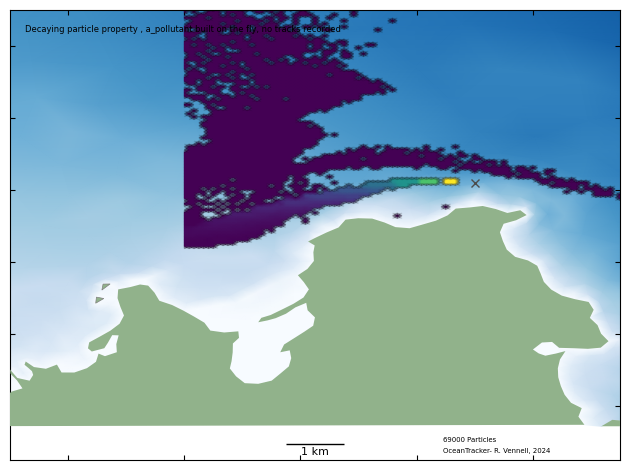 Decaying particle property , a_pollutant built on the fly  no tracks recorded
69000 Particles
1 km
OceanTracker- R. Vennell, 2024